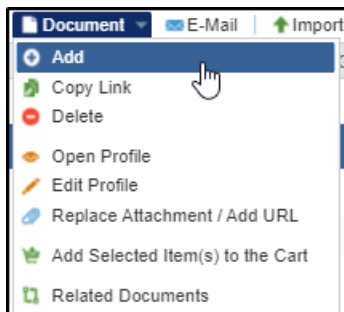 Document E-Mail Import
Add
Copy Link
Delete
Open Profile
Edit Profile
Replace Attachment / Add URL
Add Selected Item(s) to the Cart
Related Documents